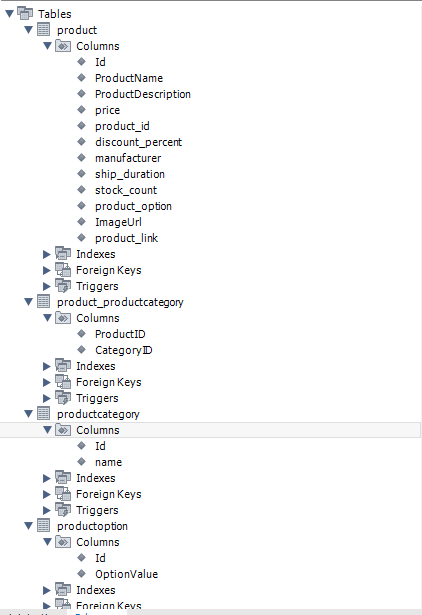 Tables
product
Columns
Id
ProductName
ProductDescription
price
product_id
discount_percent
manufacturer
ship_duration
stock_count
product_option
ImageUrl
product_link
Indexes
Foreign Keys
Triggers
product_productcategory
Columns
ProductID
CategoryID
Indexes
Foreign Keys
Triggers
productcategory
Columns
Id
name
Indexes
Foreign Keys
Triggers
productoption
Columns
Id
OptionValue
Indexes
Foreign Keys